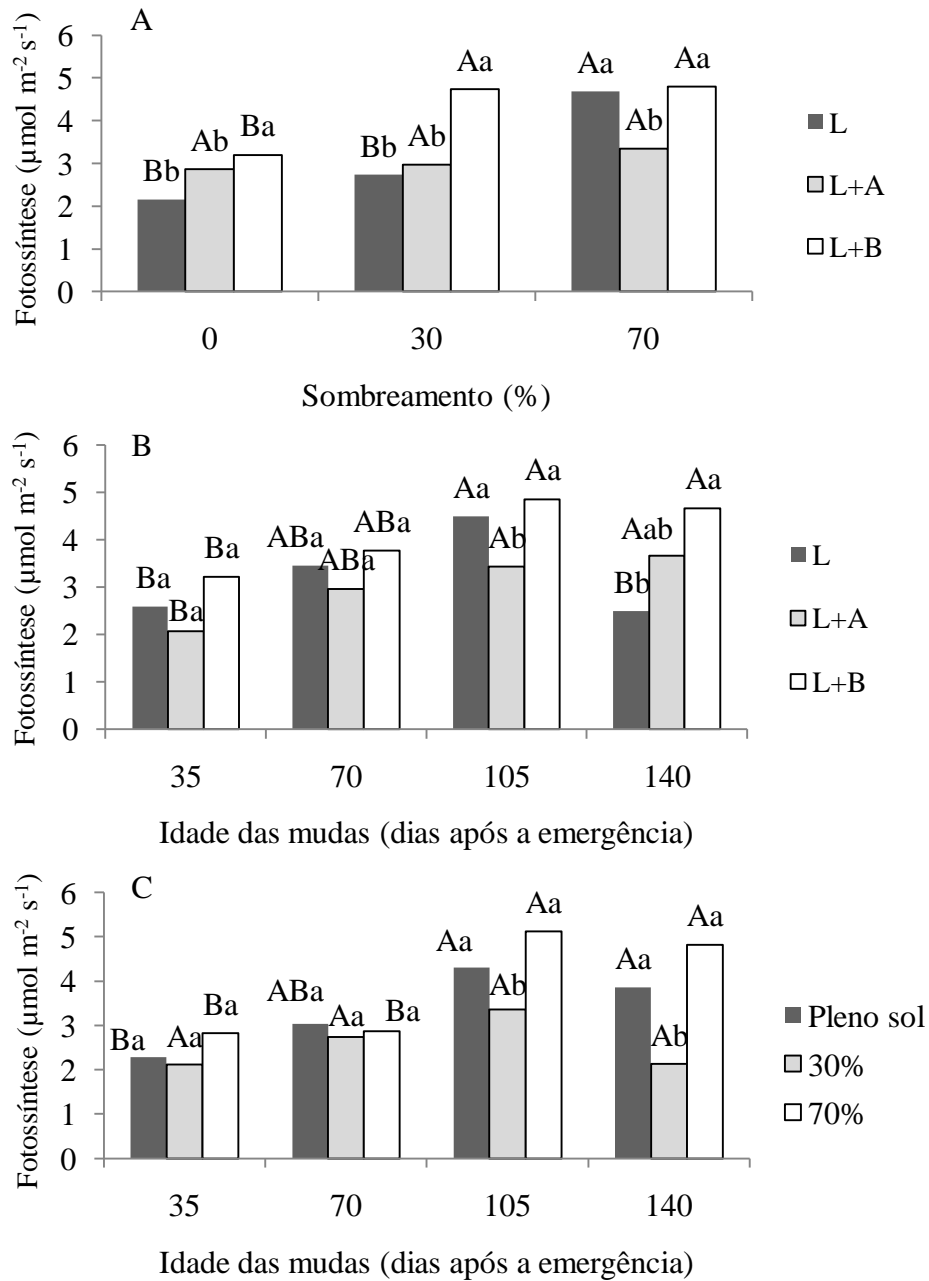 A
Fotossíntese (µmol m⁻² s⁻¹)
6
5
4
3
2
1
0
Bb Ab Ba
Bb Ab Aa
Aa Ab Aa
0 30 70
Sombreamento (%)
L
L+A
L+B
B
Fotossíntese (µmol m⁻² s⁻¹)
6
5
4
3
2
1
0
Ba Ba Ba
ABa ABa ABa
Aa Ab Aa
Bb Aab Aa
35 70 105 140
Idade das mudas (dias após a emergência)
L
L+A
L+B
C
Fotossíntese (µmol m⁻² s⁻¹)
6
5
4
3
2
1
0
Ba Aa Ba
ABa Aa Ba
Aa Ab Aa
Aa Ab Aa
35 70 105 140
Idade das mudas (dias após a emergência)
Pleno sol
30%
70%